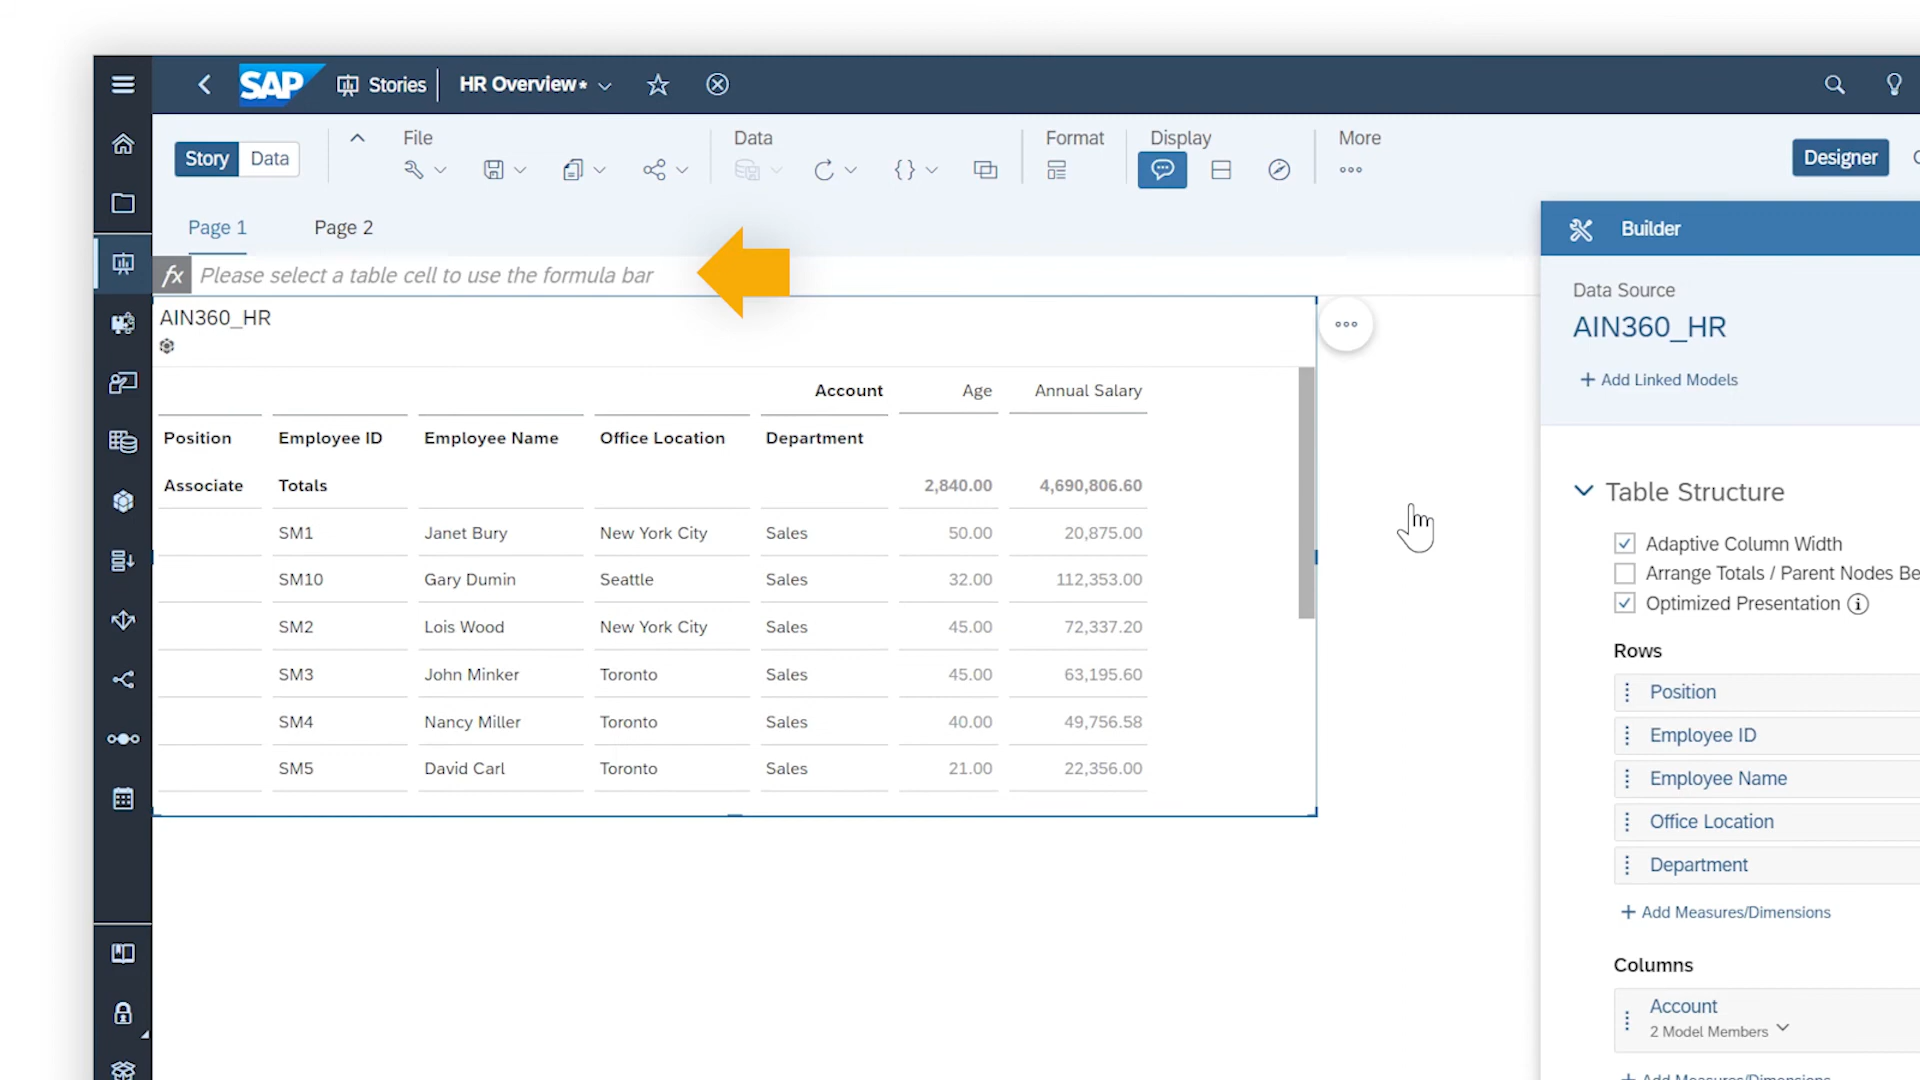 SAP Stories HR Overview*
File Data Format Display More
Story Data
Designer
Page 1 Page 2
fx Please select a table cell to use the formula bar
AIN360_HR
Account Age Annual Salary
Position Employee ID Employee Name Office Location Department
Associate Totals 2,840.00 4,690,806.60
SM1 Janet Bury New York City Sales 50.00 20,875.00
SM10 Gary Dumin Seattle Sales 32.00 112,353.00
SM2 Lois Wood New York City Sales 45.00 72,337.20
SM3 John Minker Toronto Sales 45.00 63,195.60
SM4 Nancy Miller Toronto Sales 40.00 49,756.58
SM5 David Carl Toronto Sales 21.00 22,356.00
Builder
Data Source
AIN360_HR
+ Add Linked Models
Table Structure
Adaptive Column Width
Arrange Totals / Parent Nodes Be
Optimized Presentation
Rows
Position
Employee ID
Employee Name
Office Location
Department
+ Add Measures/Dimensions
Columns
Account
2 Model Members
+ Add Measures/Dimensions